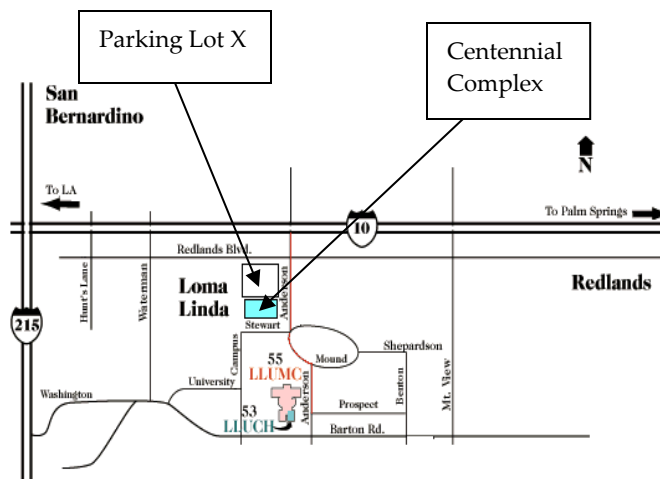 Parking Lot X
Centennial
Complex
San
Bernardino
N
To LA
To Palm Springs
10
Redlands Blvd.
Hunt's Lane
Waterman
Loma
Linda
Anderson
Redlands
215
Stewart
Campus
Mound
Shepardson
55
LLUMC
University
Washington
Anderson
Benton
Mt. View
Prospect
53
LLUCH
Barton Rd.